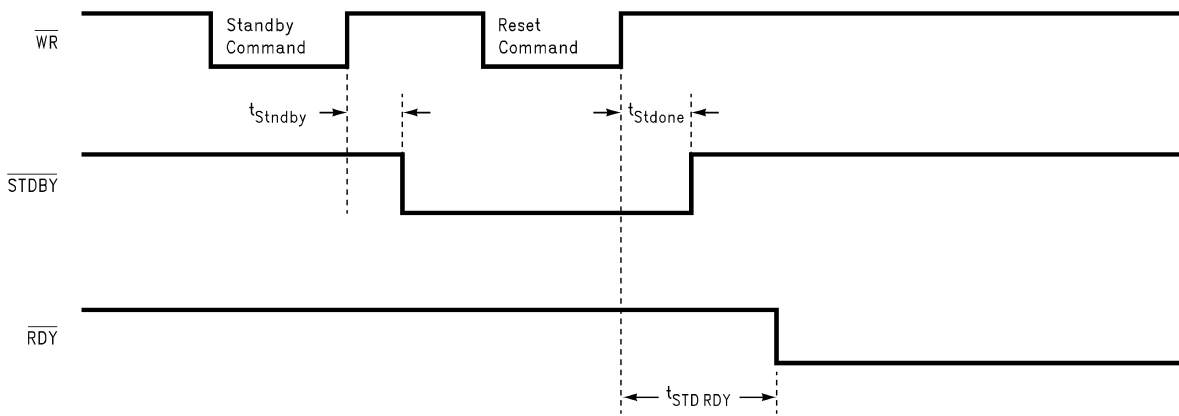 WR
Standby
Command
Reset
Command
tStndby
tStdone
STDBY
RDY
tSTD RDY